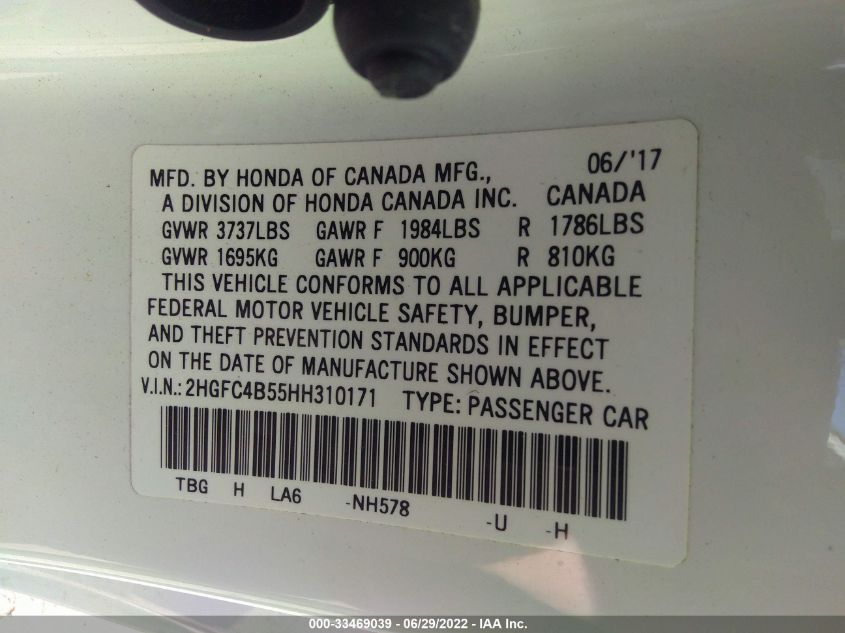 MFD. BY HONDA OF CANADA MFG., 06/'17
A DIVISION OF HONDA CANADA INC. CANADA
GVWR 3737LBS GAWR F 1984LBS R 1786LBS
GVWR 1695KG GAWR F 900KG R 810KG
THIS VEHICLE CONFORMS TO ALL APPLICABLE
FEDERAL MOTOR VEHICLE SAFETY, BUMPER,
AND THEFT PREVENTION STANDARDS IN EFFECT
ON THE DATE OF MANUFACTURE SHOWN ABOVE.
V.I.N.: 2HGFC4B55HH310171 TYPE: PASSENGER CAR
TBG H LA6 -NH578 -U -H
000-33469039 - 06/29/2022 - IAA Inc.